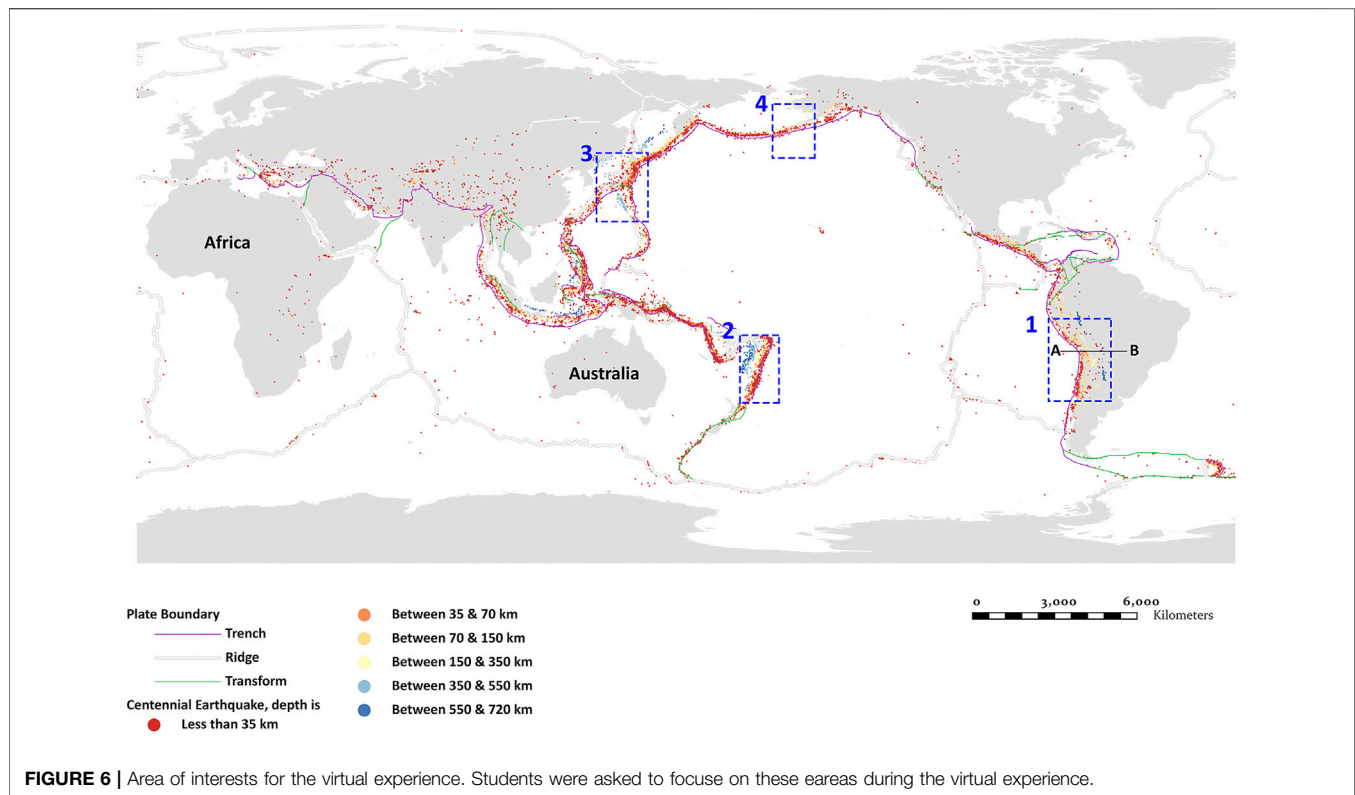 4
3
Africa
2
1
A B
Australia
0 3,000 6,000
Kilometers
Plate Boundary
Trench
Ridge
Transform
Centennial Earthquake, depth is
Less than 35 km
Between 35 & 70 km
Between 70 & 150 km
Between 150 & 350 km
Between 350 & 550 km
Between 550 & 720 km
FIGURE 6 | Area of interests for the virtual experience. Students were asked to focuse on these eareas during the virtual experience.